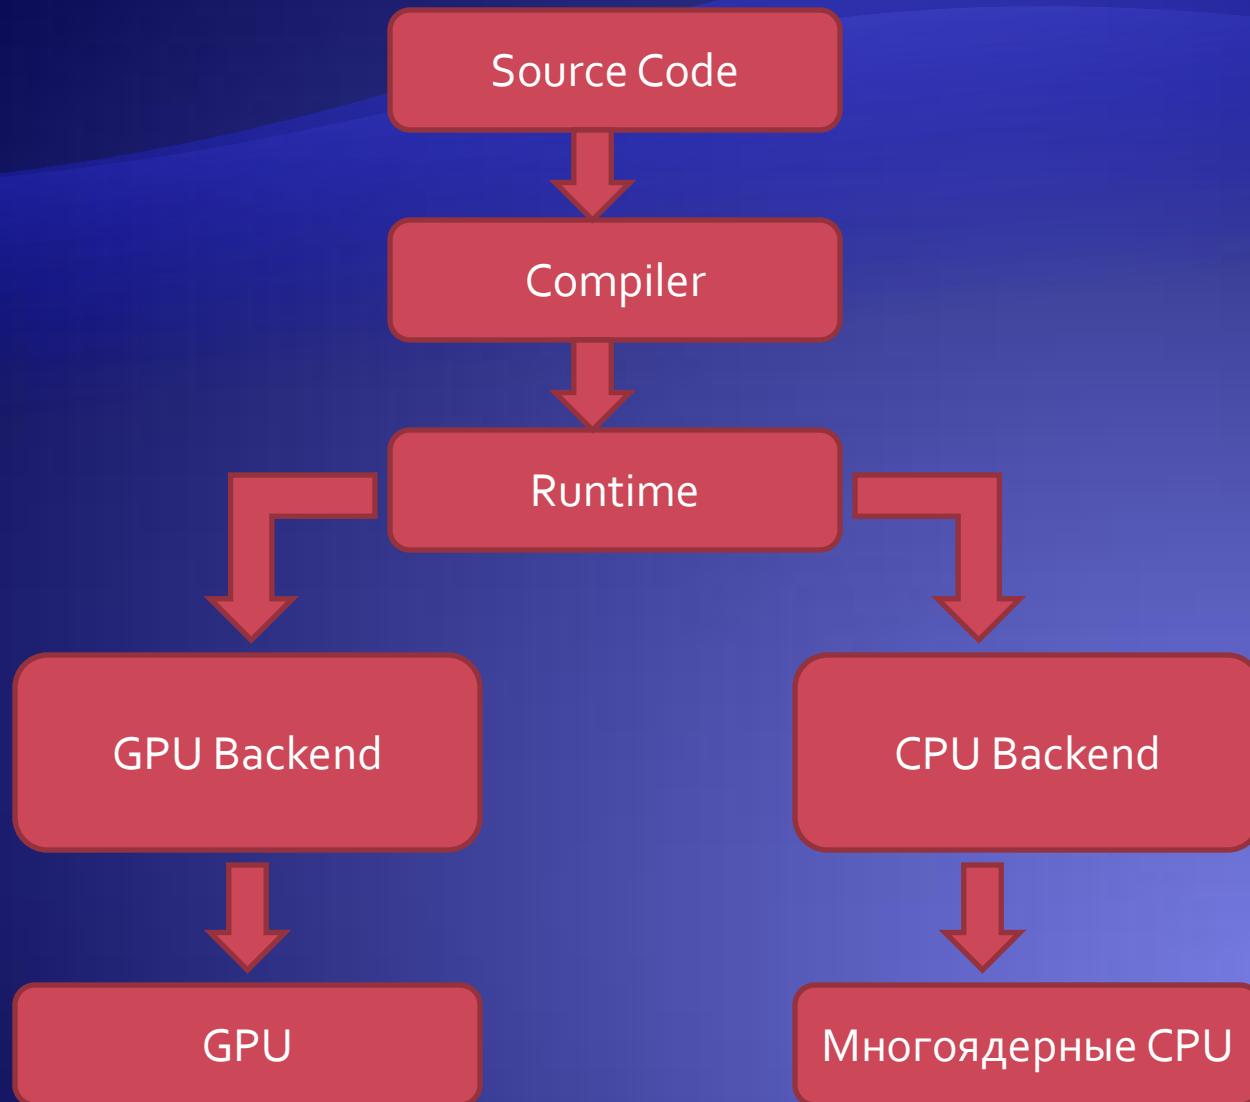 Source Code
Compiler
Runtime
GPU Backend
CPU Backend
GPU
Многоядерные CPU